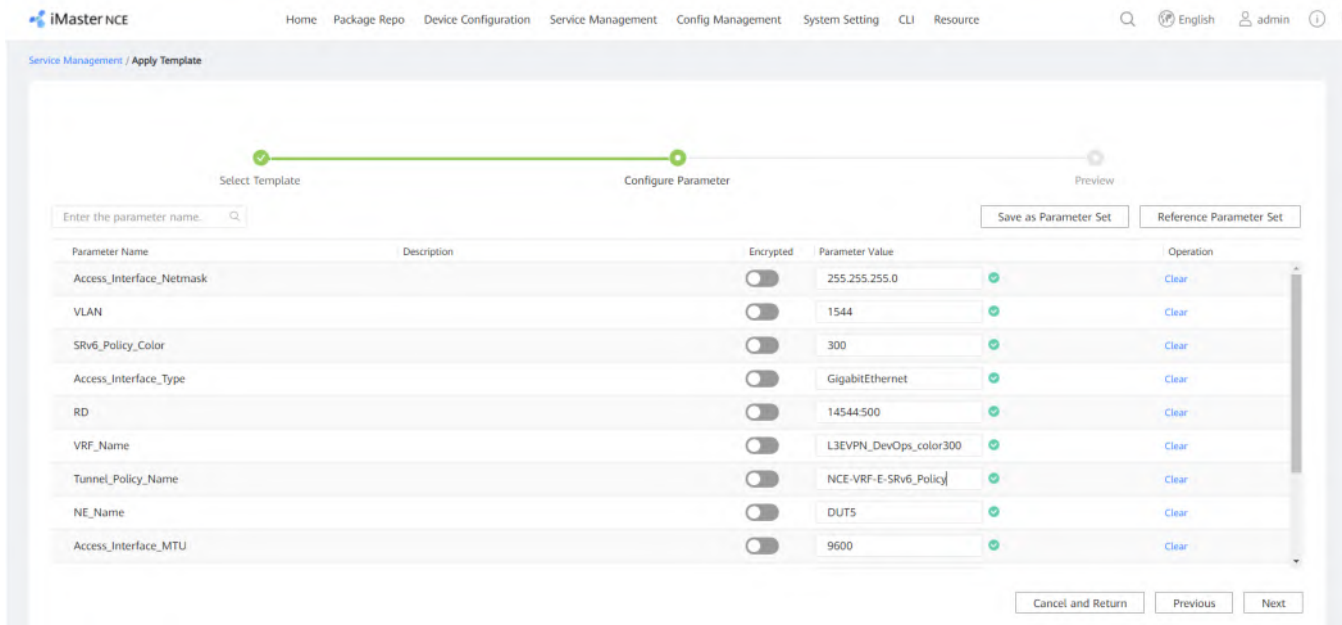 iMaster NCE Home Package Repo Device Configuration Service Management Config Management System Setting CLI Resource English admin
Service Management / Apply Template
Select Template Configure Parameter Preview
Enter the parameter name. Save as Parameter Set Reference Parameter Set
Parameter Name Description Encrypted Parameter Value Operation
Access_Interface_Netmask 255.255.255.0 Clear
VLAN 1544 Clear
SRv6_Policy_Color 300 Clear
Access_Interface_Type GigabitEthernet Clear
RD 14544:500 Clear
VRF_Name L3EVPN_DevOps_color300 Clear
Tunnel_Policy_Name NCE-VRF-E-SRv6_Policy Clear
NE_Name DUT5 Clear
Access_Interface_MTU 9600 Clear
Cancel and Return Previous Next